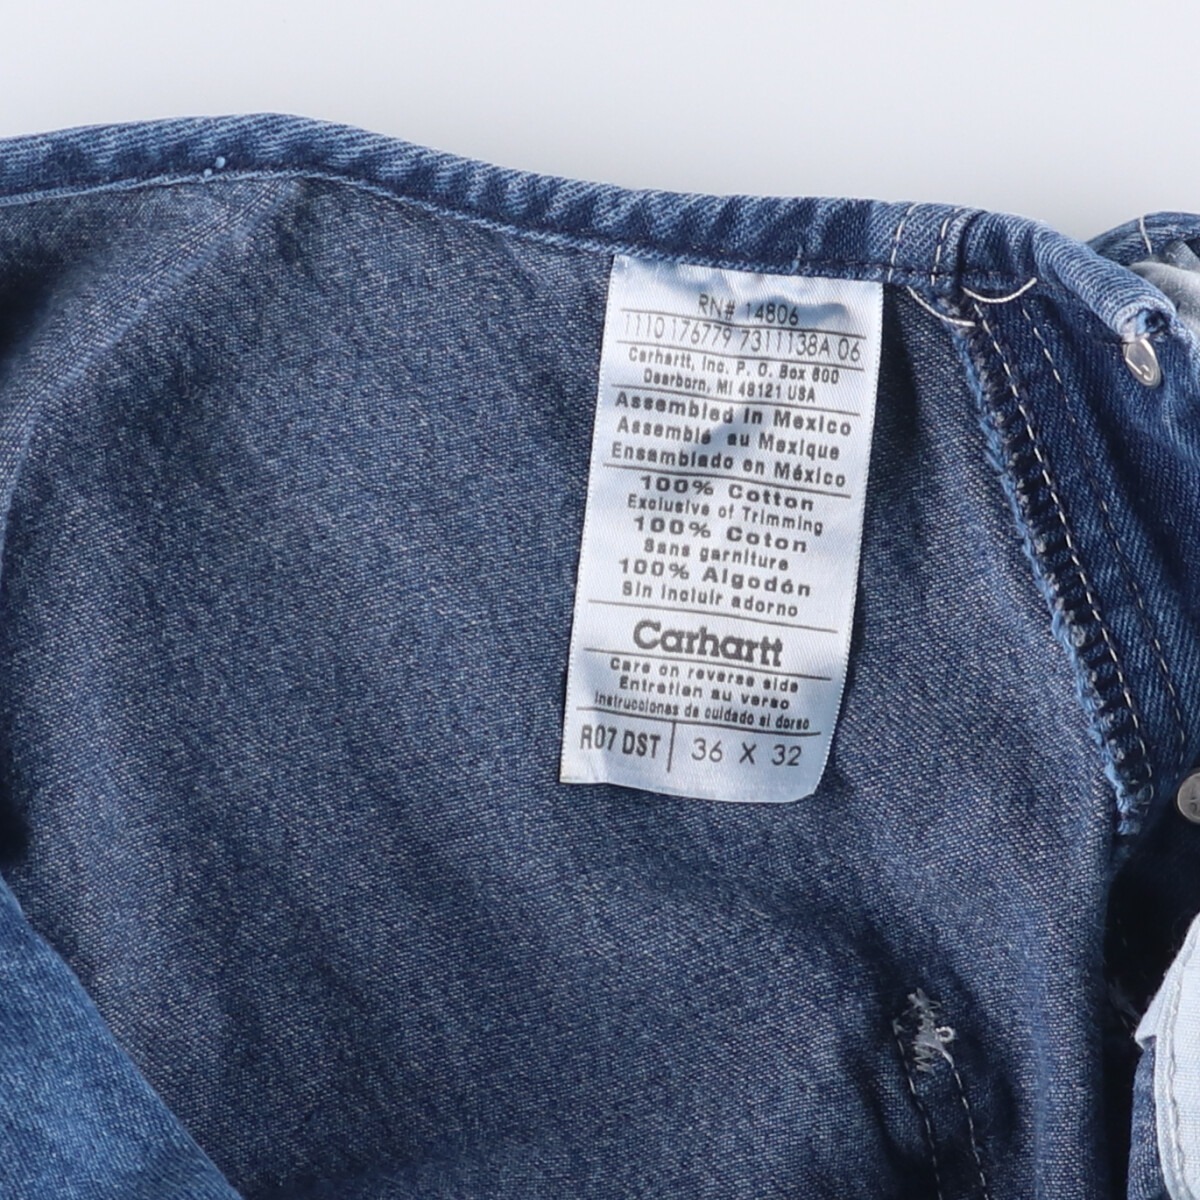 RN# 14806
1110 176779 7311138A 06
Carhartt, Inc. P. O. Box 600
Dearborn, MI 48121 USA
Assembled in Mexico
Assemblé au Mexique
Ensamblado en México
100% Cotton
Exclusive of Trimming
100% Coton
Sans garniture
100% Algodón
Sin incluir adorno
Carhartt
Care on reverse side
Entretien au verso
Instrucciones de cuidado al dorso
R07 DST 36 X 32